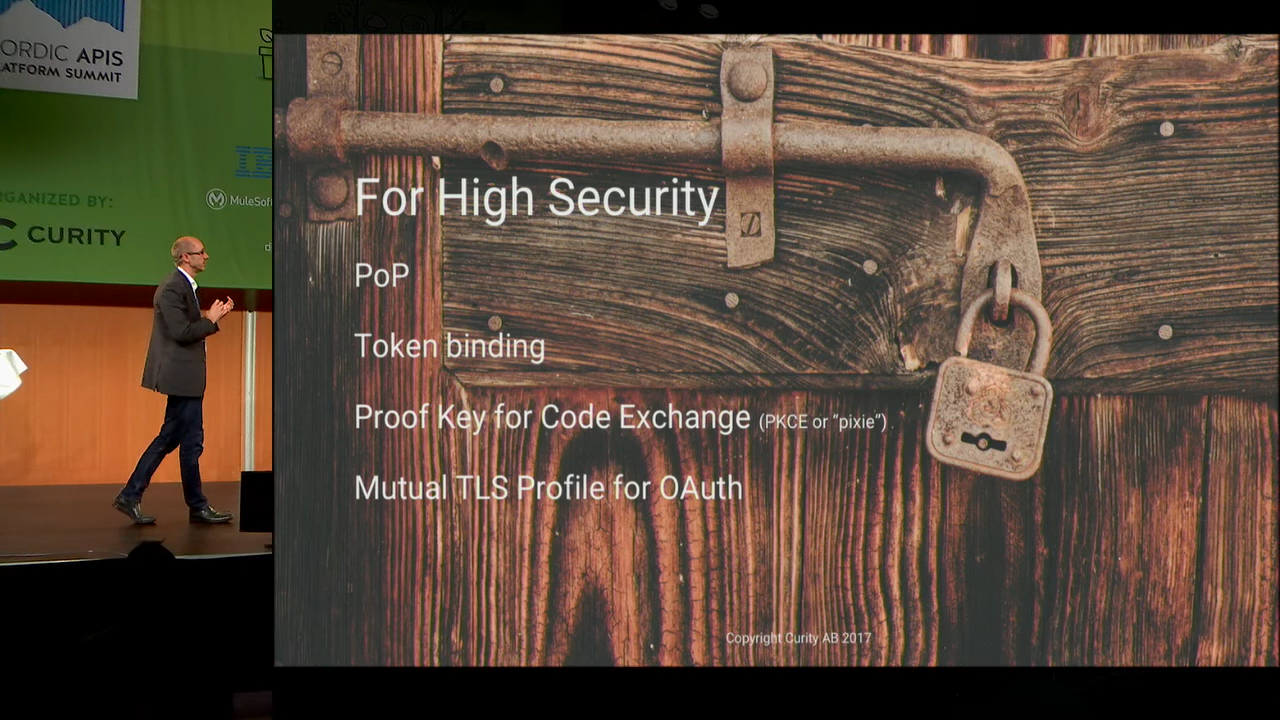 ORDIC APIS
ATFORM SUMMIT
RGANIZED BY:
CURITY
MuleSoft
For High Security
PoP
Token binding
Proof Key for Code Exchange (PKCE or “pixie”)
Mutual TLS Profile for OAuth
Copyright Curity AB 2017